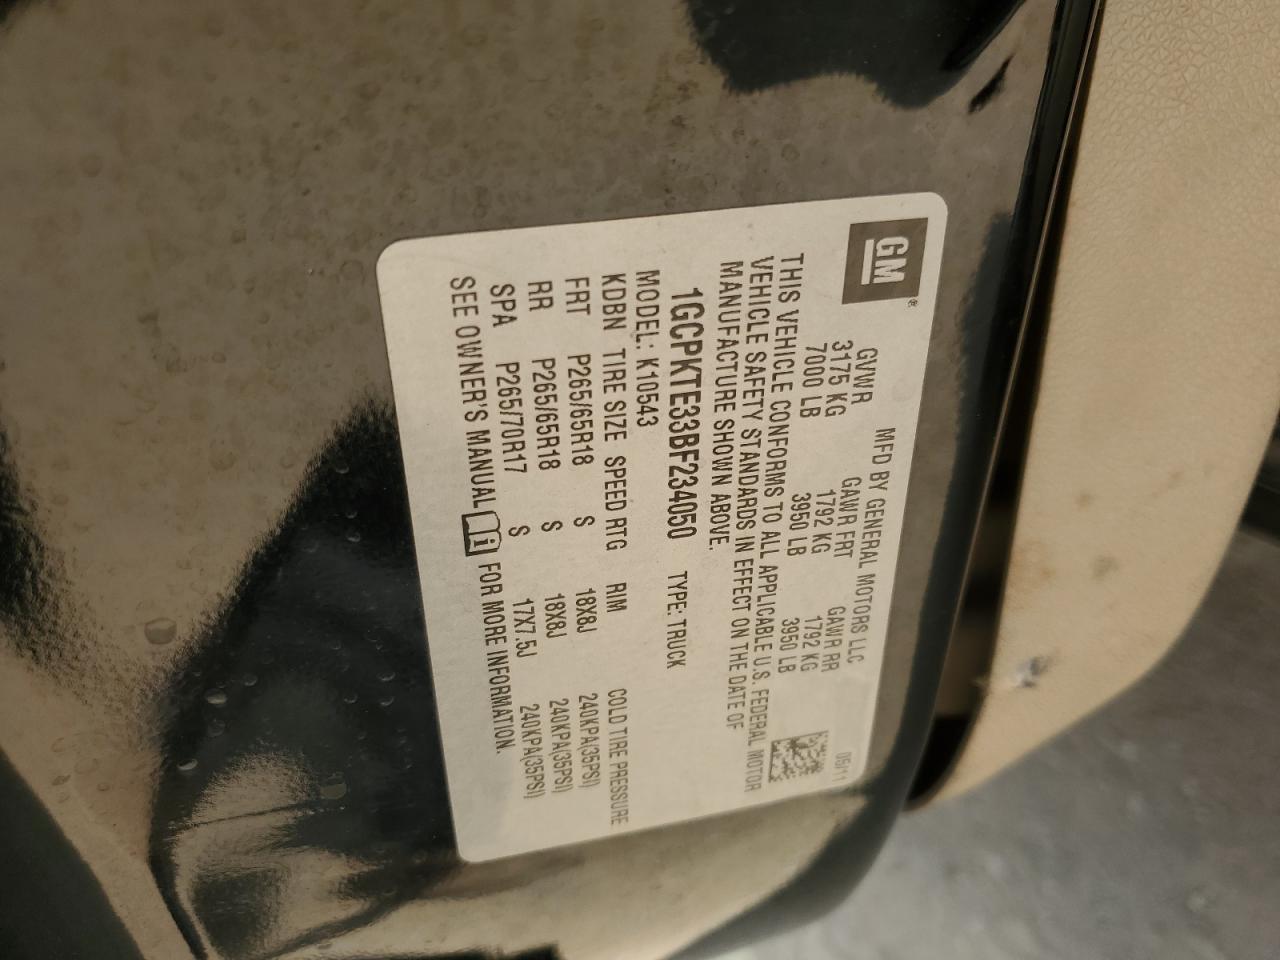 GM®
MFD BY GENERAL MOTORS LLC 05/11
GVWR GAWR FRT GAWR RR
3175 KG 1792 KG 1792 KG
7000 LB 3950 LB 3950 LB
THIS VEHICLE CONFORMS TO ALL APPLICABLE U.S. FEDERAL MOTOR
VEHICLE SAFETY STANDARDS IN EFFECT ON THE DATE OF
MANUFACTURE SHOWN ABOVE.
1GCPKTE33BF234050 TYPE: TRUCK
MODEL: K10543
KDBN TIRE SIZE SPEED RTG RIM COLD TIRE PRESSURE
FRT P265/65R18 S 18X8J 240KPA(35PSI)
RR P265/65R18 S 18X8J 240KPA(35PSI)
SPA P265/70R17 S 17X7.5J 240KPA(35PSI)
SEE OWNER'S MANUAL i FOR MORE INFORMATION.